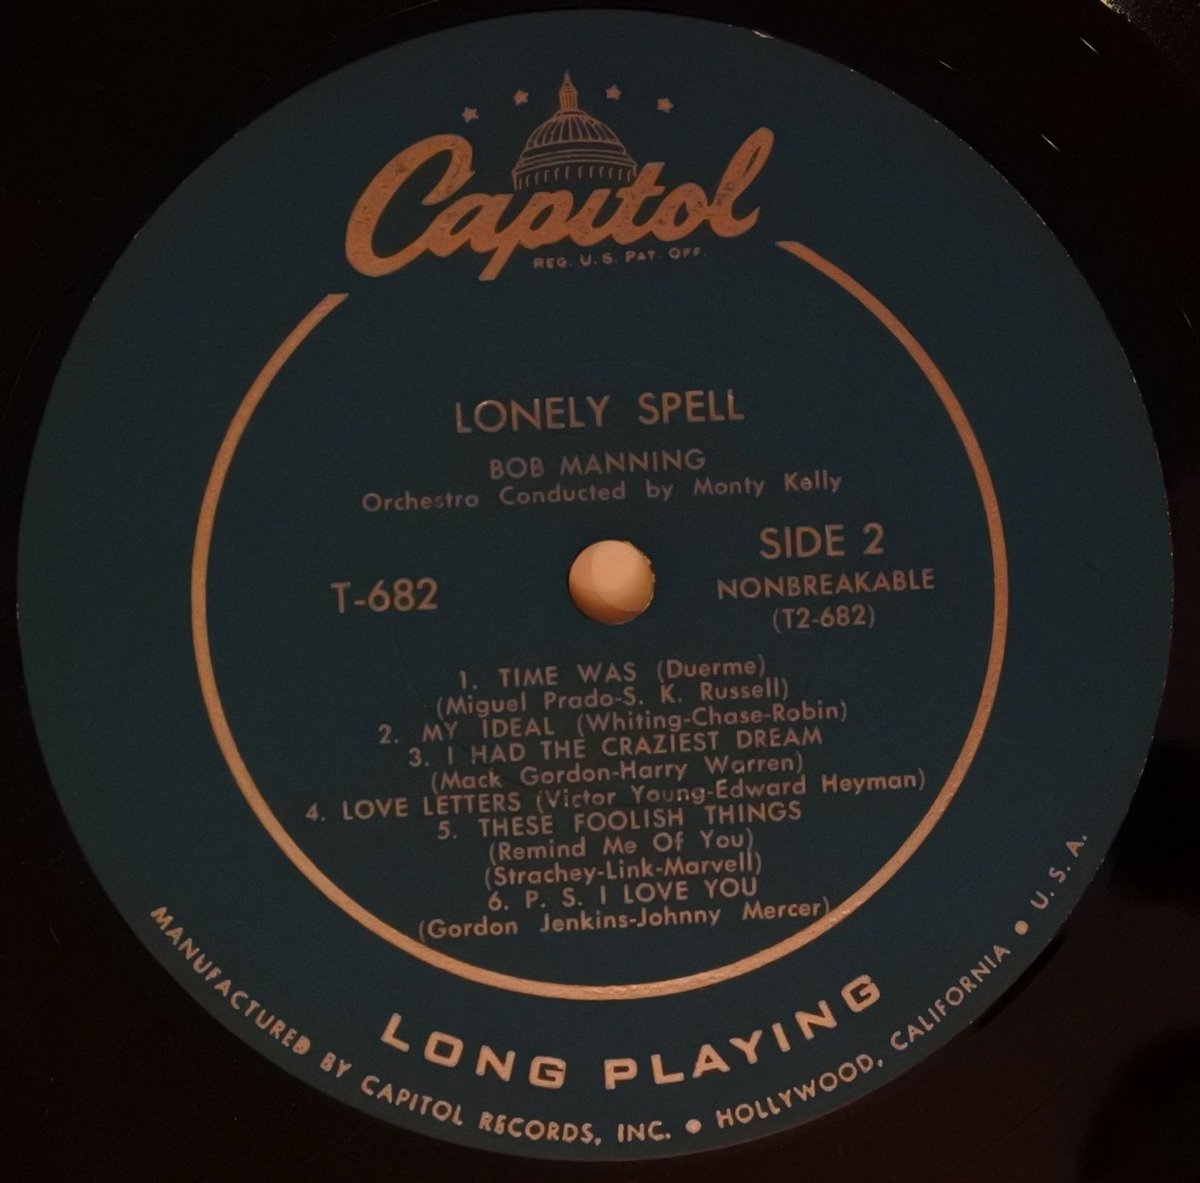 Capitol
REG. U.S. PAT. OFF.
LONELY SPELL
BOB MANNING
Orchestra Conducted by Monty Kelly
SIDE 2
T-682
NONBREAKABLE
(T2-682)
1. TIME WAS (Duerme)
(Miguel Prado-S. K. Russell)
2. MY IDEAL (Whiting-Chase-Robin)
3. I HAD THE CRAZIEST DREAM
(Mack Gordon-Harry Warren)
4. LOVE LETTERS (Victor Young-Edward Heyman)
5. THESE FOOLISH THINGS
(Remind Me Of You)
(Strachey-Link-Marvell)
6. P. S. I LOVE YOU
(Gordon Jenkins-Johnny Mercer)
LONG PLAYING
MANUFACTURED BY CAPITOL RECORDS, INC. • HOLLYWOOD, CALIFORNIA • U. S. A.